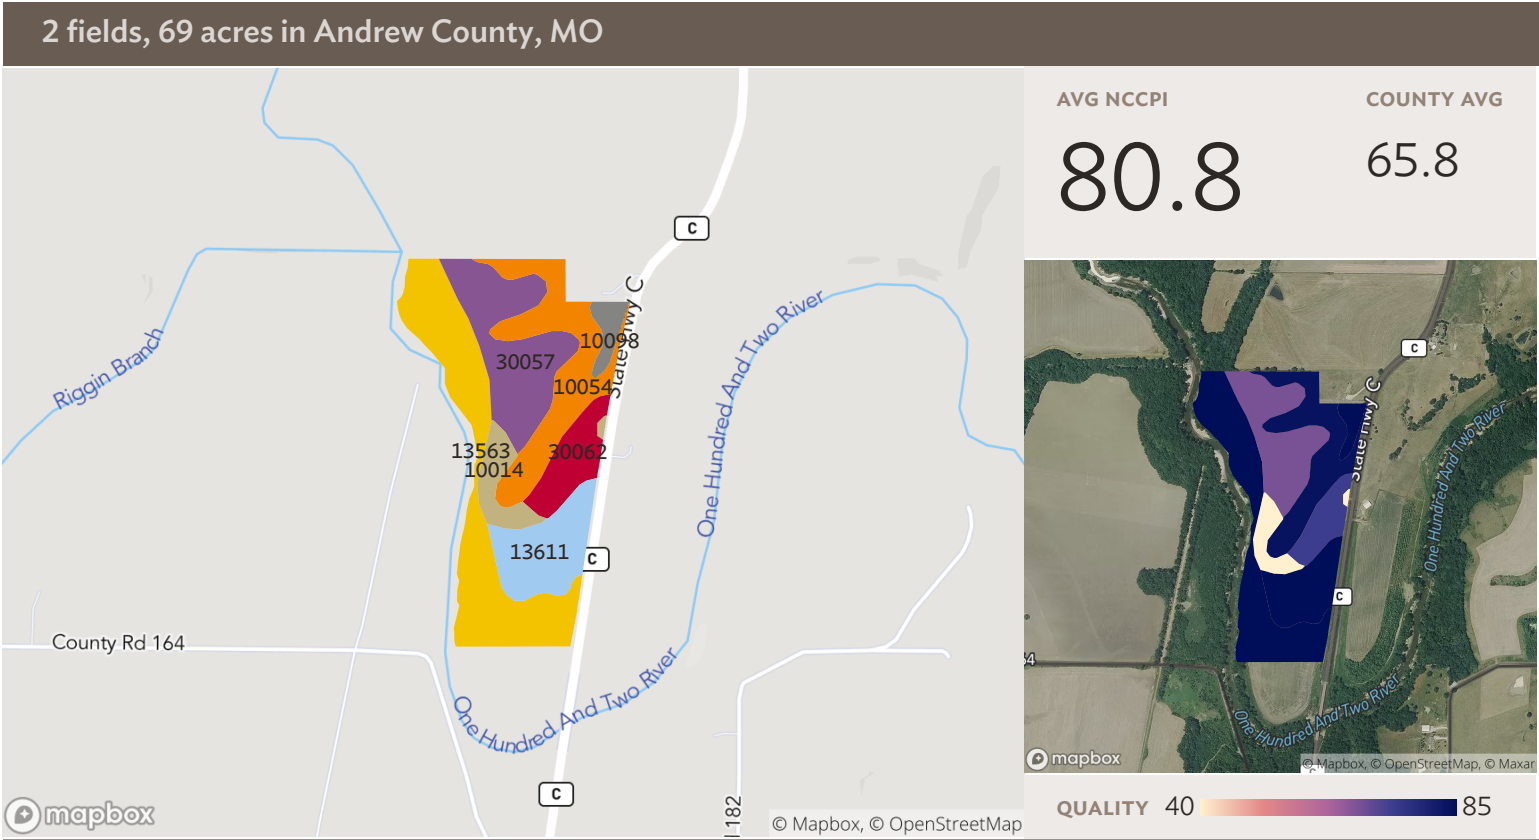 2 fields, 69 acres in Andrew County, MO
AVG NCCPI
COUNTY AVG
80.8
65.8
C
State Hwy C
10098
30057
10054
13563
10014
30062
13611
C
C
Riggin Branch
One Hundred And Two River
One Hundred And Two River
County Rd 164
182
mapbox
© Mapbox, © OpenStreetMap
C
State Hwy C
One Hundred And Two River
C
64
One Hundred And Two River
C
mapbox
© Mapbox, © OpenStreetMap, © Maxar
QUALITY 40 85